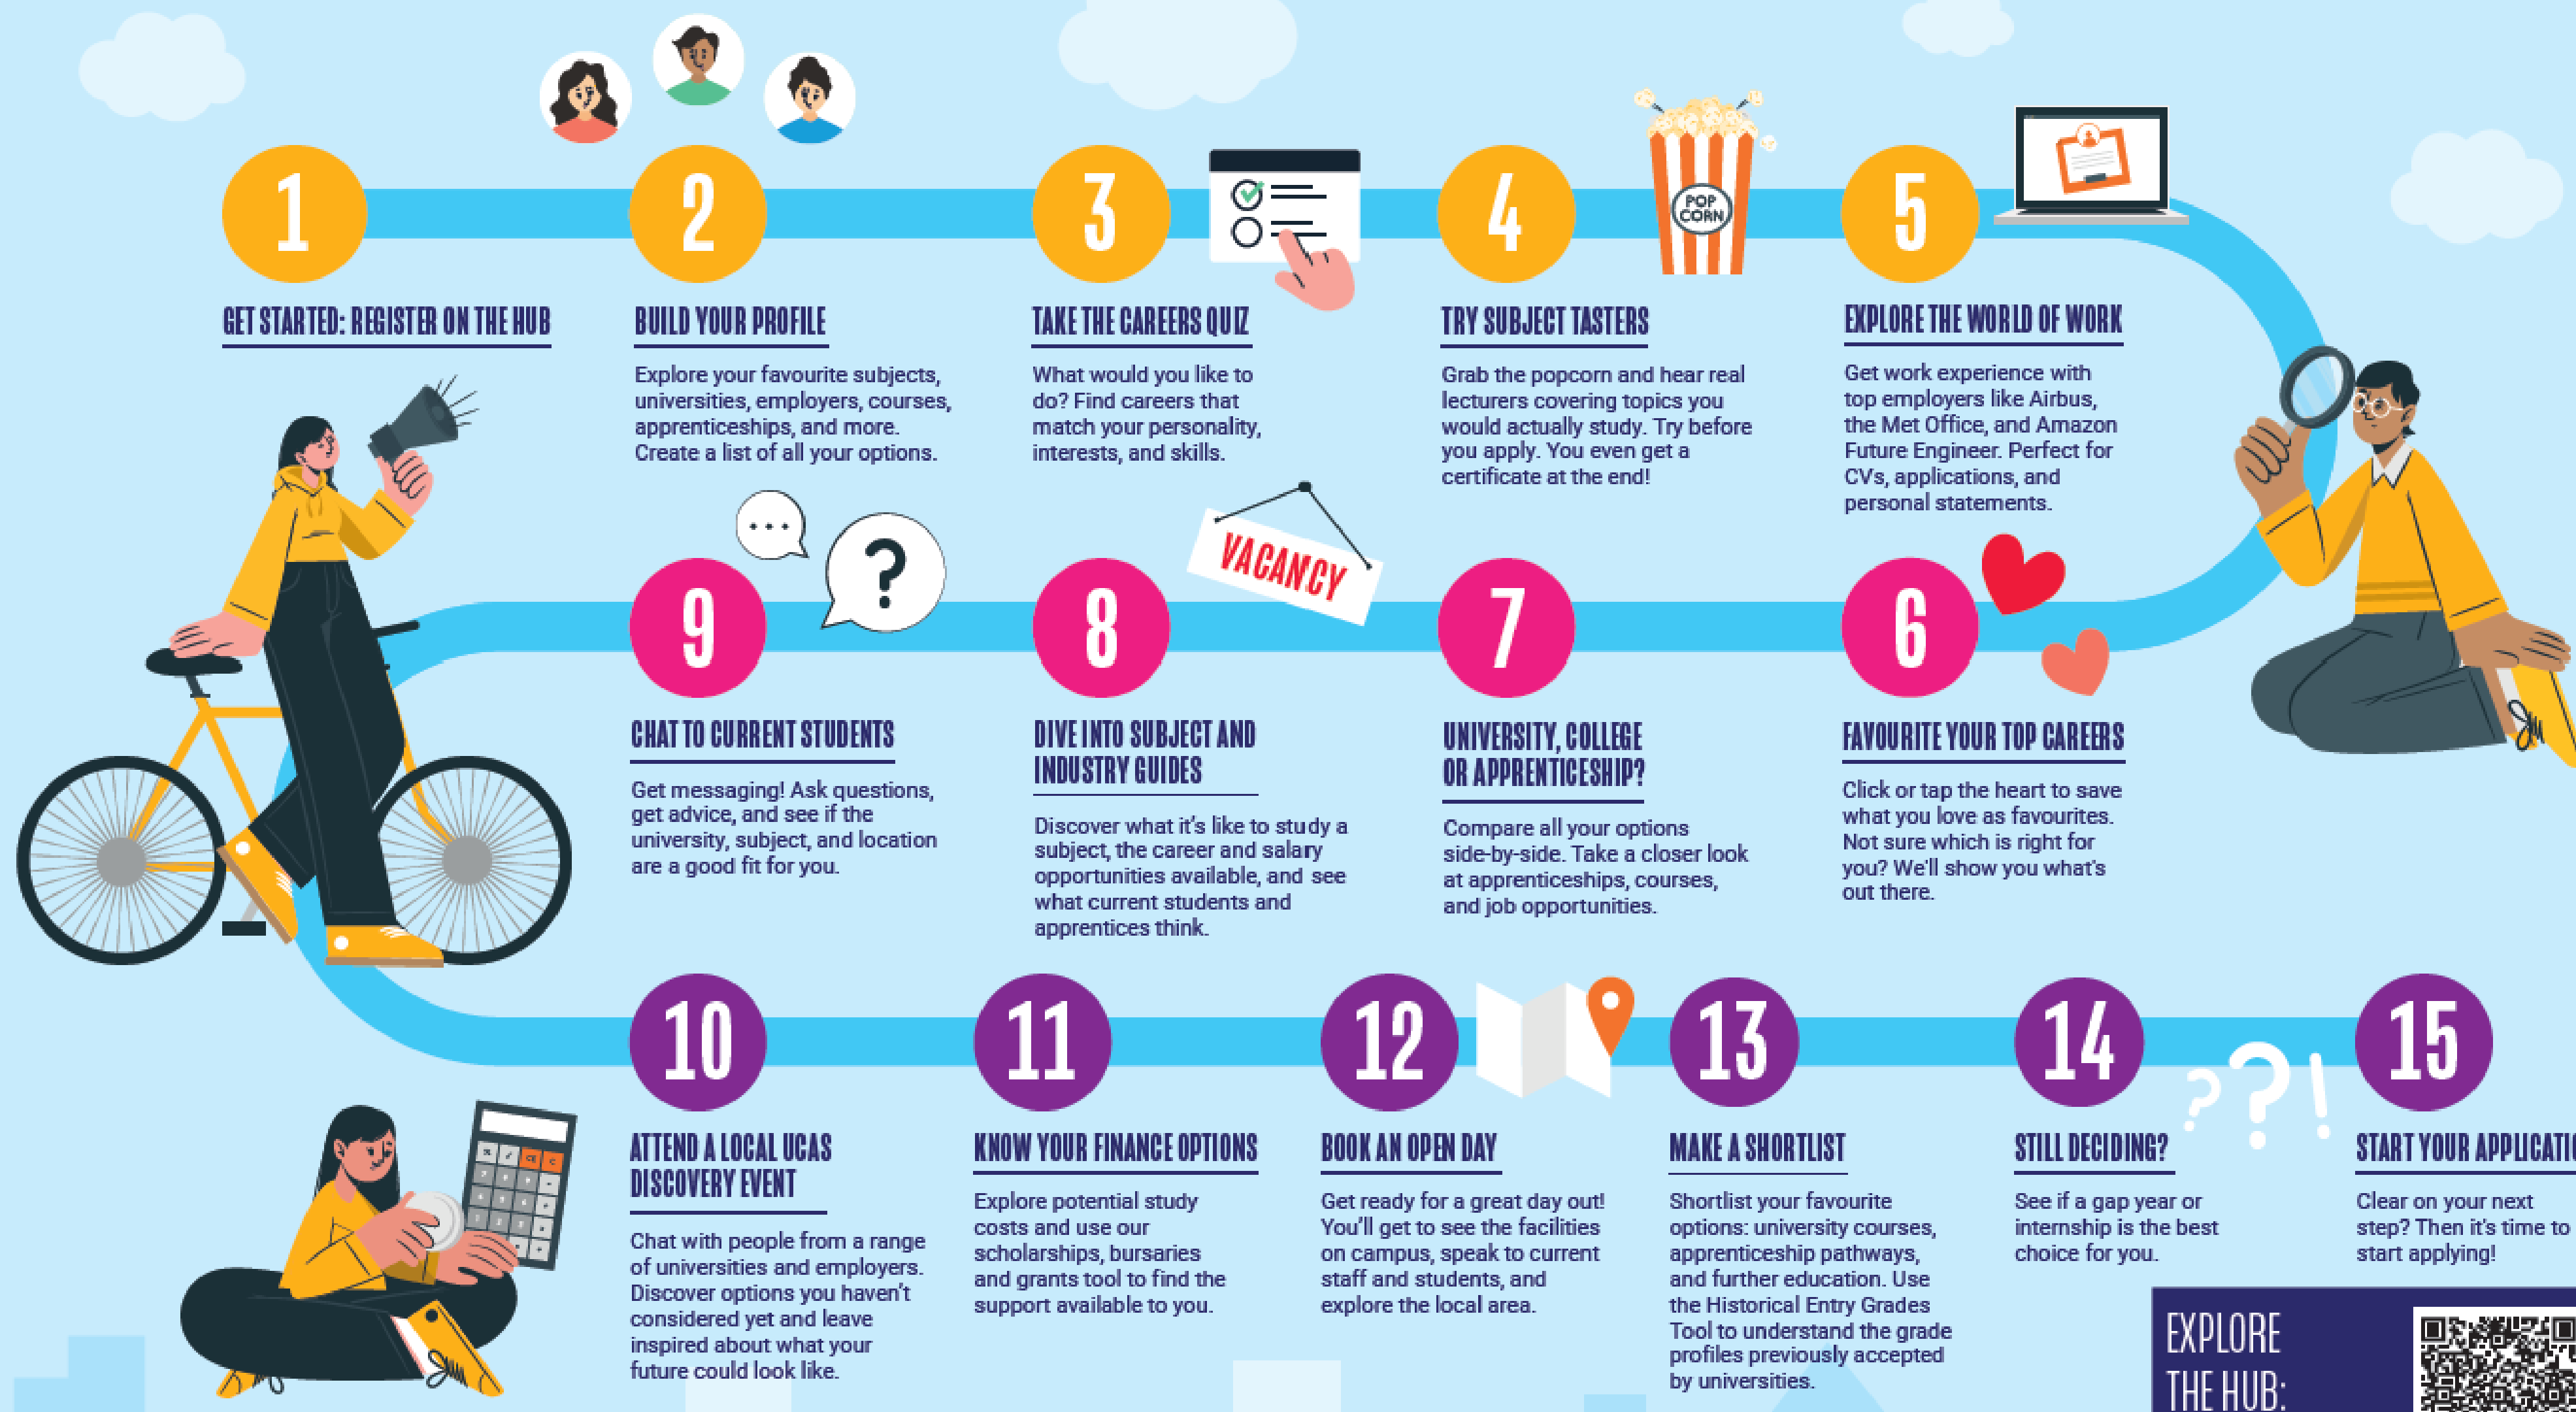 1
GET STARTED: REGISTER ON THE HUB
2
BUILD YOUR PROFILE
Explore your favourite subjects,
universities, employers, courses,
apprenticeships, and more.
Create a list of all your options.
3
TAKE THE CAREERS QUIZ
What would you like to
do? Find careers that
match your personality,
interests, and skills.
4
POP
CORN
TRY SUBJECT TASTERS
Grab the popcorn and hear real
lecturers covering topics you
would actually study. Try before
you apply. You even get a
certificate at the end!
5
EXPLORE THE WORLD OF WORK
Get work experience with
top employers like Airbus,
the Met Office, and Amazon
Future Engineer. Perfect for
CVs, applications, and
personal statements.
6
FAVOURITE YOUR TOP CAREERS
Click or tap the heart to save
what you love as favourites.
Not sure which is right for
you? We'll show you what's
out there.
7
UNIVERSITY, COLLEGE
OR APPRENTICESHIP?
Compare all your options
side-by-side. Take a closer look
at apprenticeships, courses,
and job opportunities.
VACANCY
8
DIVE INTO SUBJECT AND
INDUSTRY GUIDES
Discover what it's like to study a
subject, the career and salary
opportunities available, and see
what current students and
apprentices think.
...
?
9
CHAT TO CURRENT STUDENTS
Get messaging! Ask questions,
get advice, and see if the
university, subject, and location
are a good fit for you.
10
ATTEND A LOCAL UCAS
DISCOVERY EVENT
Chat with people from a range
of universities and employers.
Discover options you haven't
considered yet and leave
inspired about what your
future could look like.
11
KNOW YOUR FINANCE OPTIONS
Explore potential study
costs and use our
scholarships, bursaries
and grants tool to find the
support available to you.
12
BOOK AN OPEN DAY
Get ready for a great day out!
You'll get to see the facilities
on campus, speak to current
staff and students, and
explore the local area.
13
MAKE A SHORTLIST
Shortlist your favourite
options: university courses,
apprenticeship pathways,
and further education. Use
the Historical Entry Grades
Tool to understand the grade
profiles previously accepted
by universities.
14
STILL DECIDING?
See if a gap year or
internship is the best
choice for you.
??!
15
START YOUR APPLICATI
Clear on your next
step? Then it's time to
start applying!
EXPLORE
THE HUB: